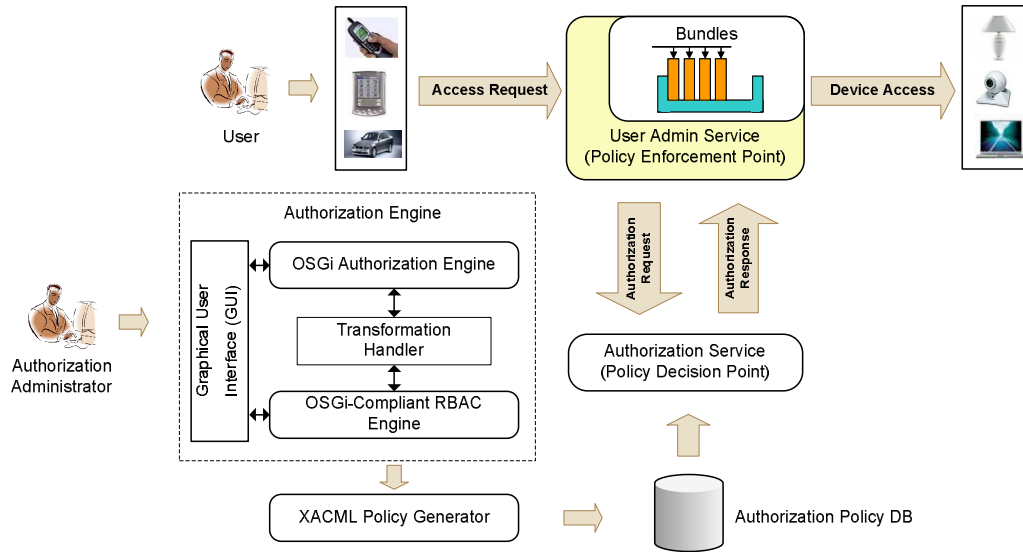 Bundles
Access Request
Device Access
User
User Admin Service
(Policy Enforcement Point)
Authorization Engine
Graphical User
Interface (GUI)
OSGi Authorization Engine
Transformation
Handler
OSGi-Compliant RBAC
Engine
Authorization
Request
Authorization
Response
Authorization
Administrator
Authorization Service
(Policy Decision Point)
XACML Policy Generator
Authorization Policy DB